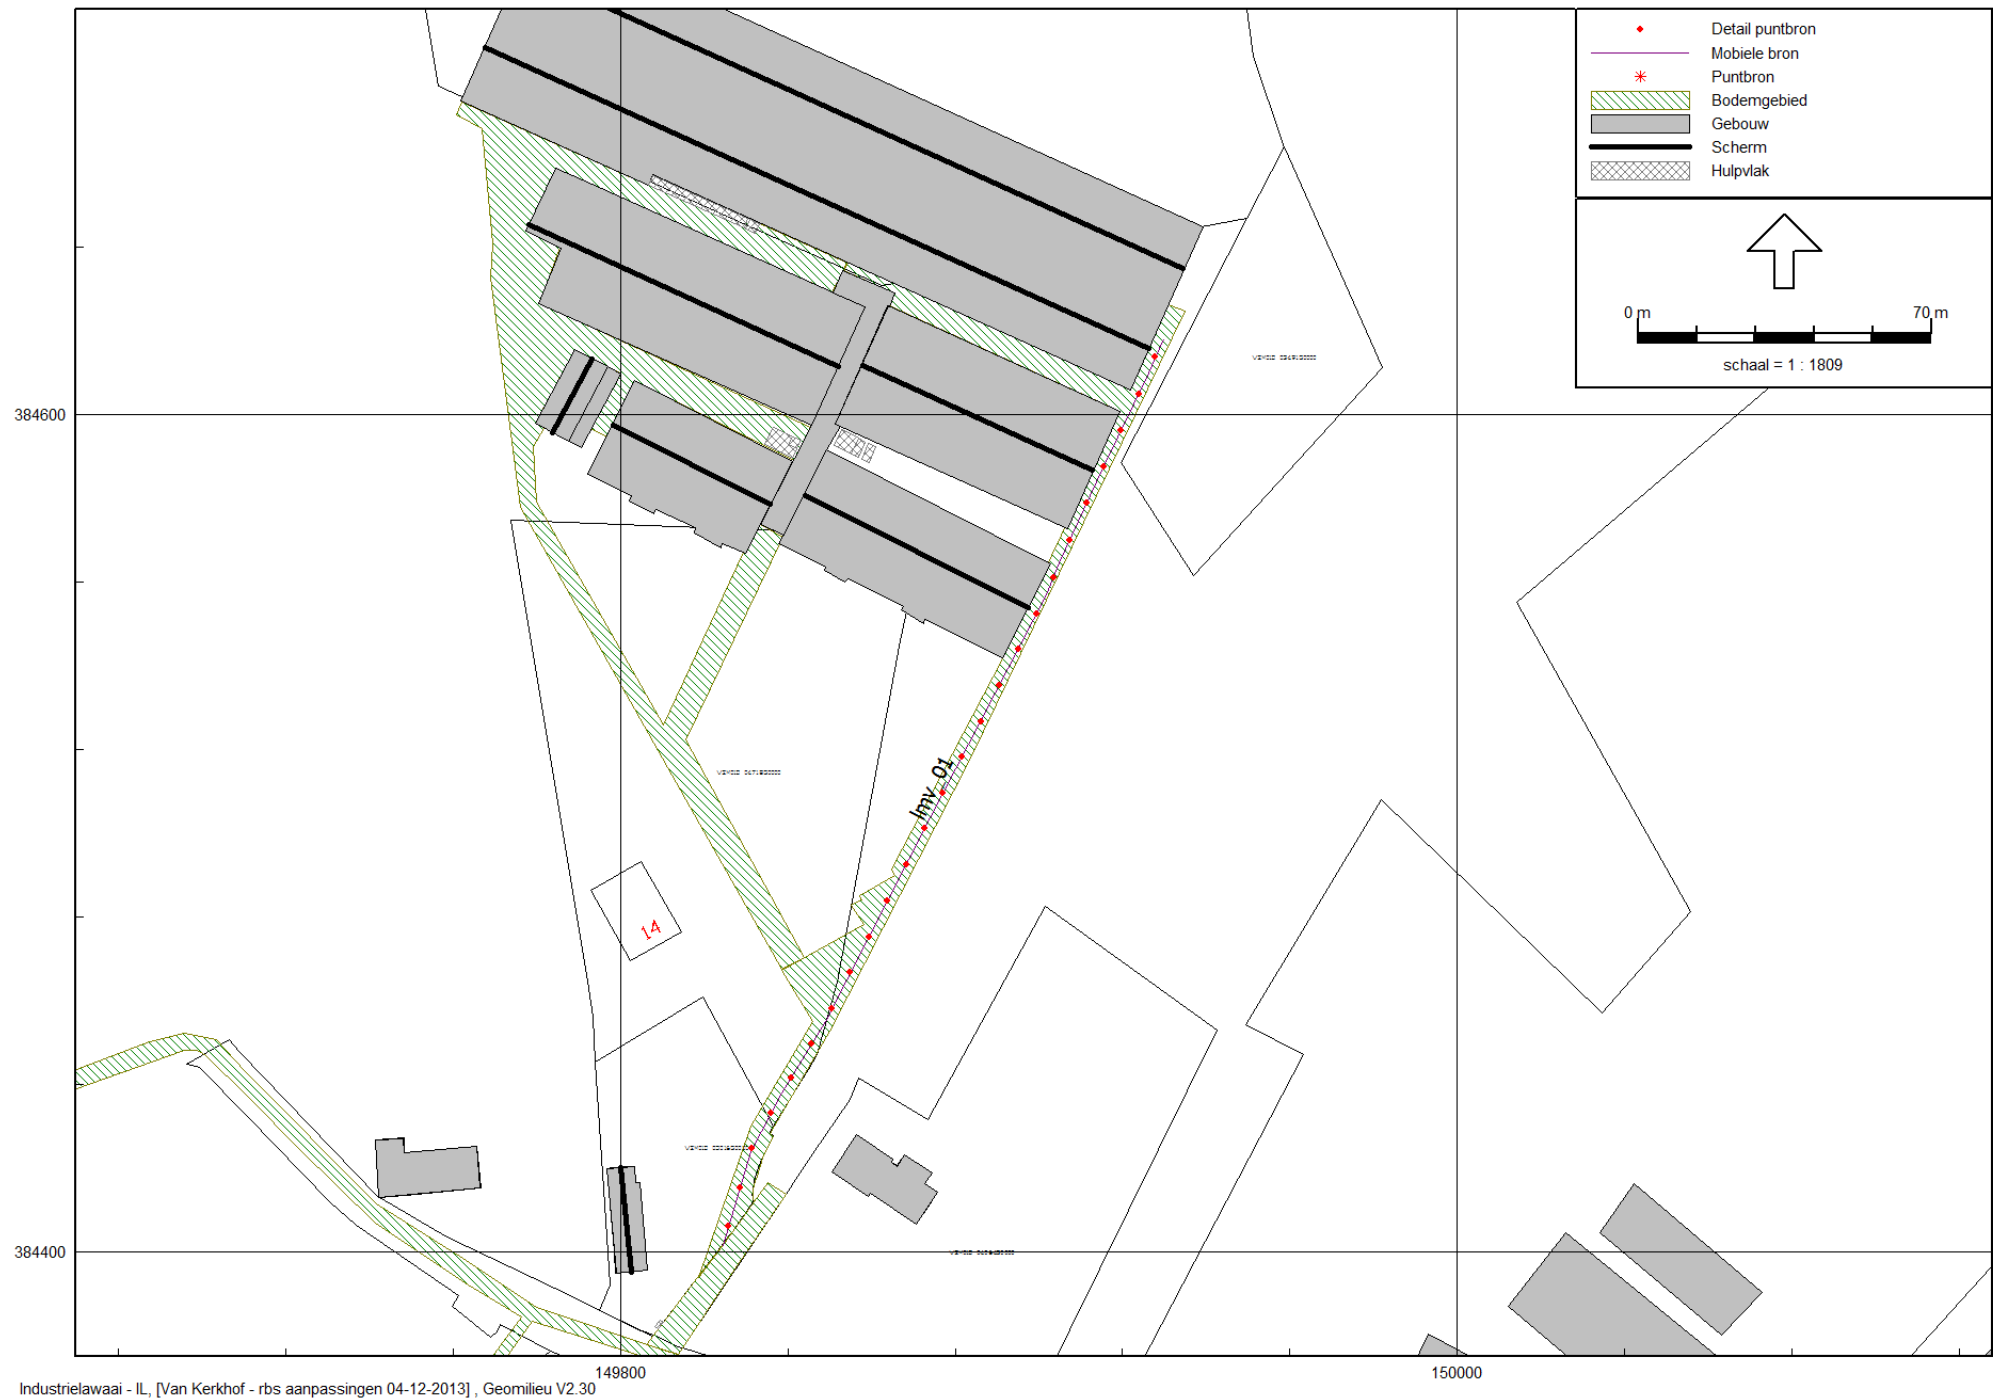 Detail puntbron
Mobiele bron
Puntbron
Bodemgebied
Gebouw
Scherm
Hulpvlak
0 m 70 m
schaal = 1 : 1809
384600
lmv_01
14
384400
149800 150000
Industrielawaai - IL, [Van Kerkhof - rbs aanpassingen 04-12-2013] , Geomilieu V2.30